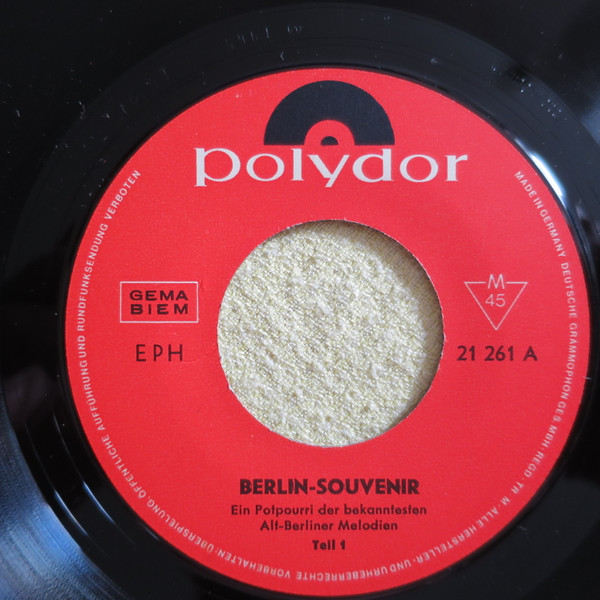 polydor
MADE IN GERMANY DEUTSCHE GRAMMOPHON GES MBH REGD·TR·M·ALLE HERSTELLER-UND URHEBERRECHTE VORBEHALTEN ÜBERSPIELUNG, ÖFFENTLICHE AUFFÜHRUNG UND RUNDFUNKSENDUNG VERBOTEN
GEMA
BIEM
M
45
EPH
21 261 A
BERLIN-SOUVENIR
Ein Potpourri der bekanntesten
Alt-Berliner Melodien
Teil 1